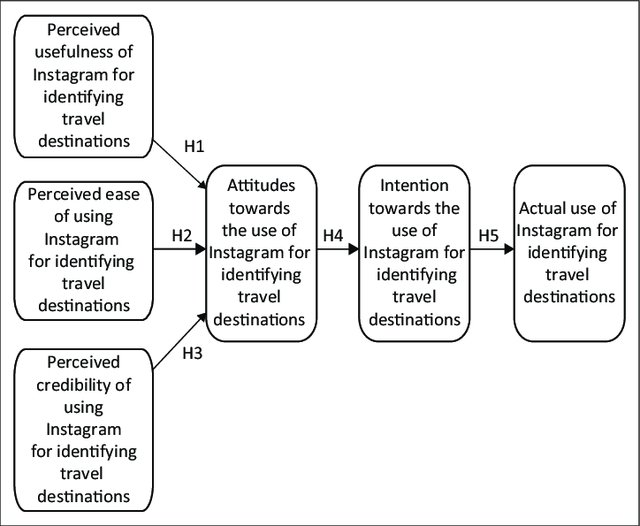 Perceived
usefulness of
Instagram for
identifying
travel
destinations
H1
Perceived ease
of using
Instagram
for identifying
travel
destinations
H2
Perceived
credibility of
using
Instagram
for identifying
travel
destinations
H3
Attitudes
towards
the use of
Instagram for
identifying
travel
destinations
H4
Intention
towards the
use of
Instagram for
identifying
travel
destinations
H5
Actual use of
Instagram for
identifying
travel
destinations